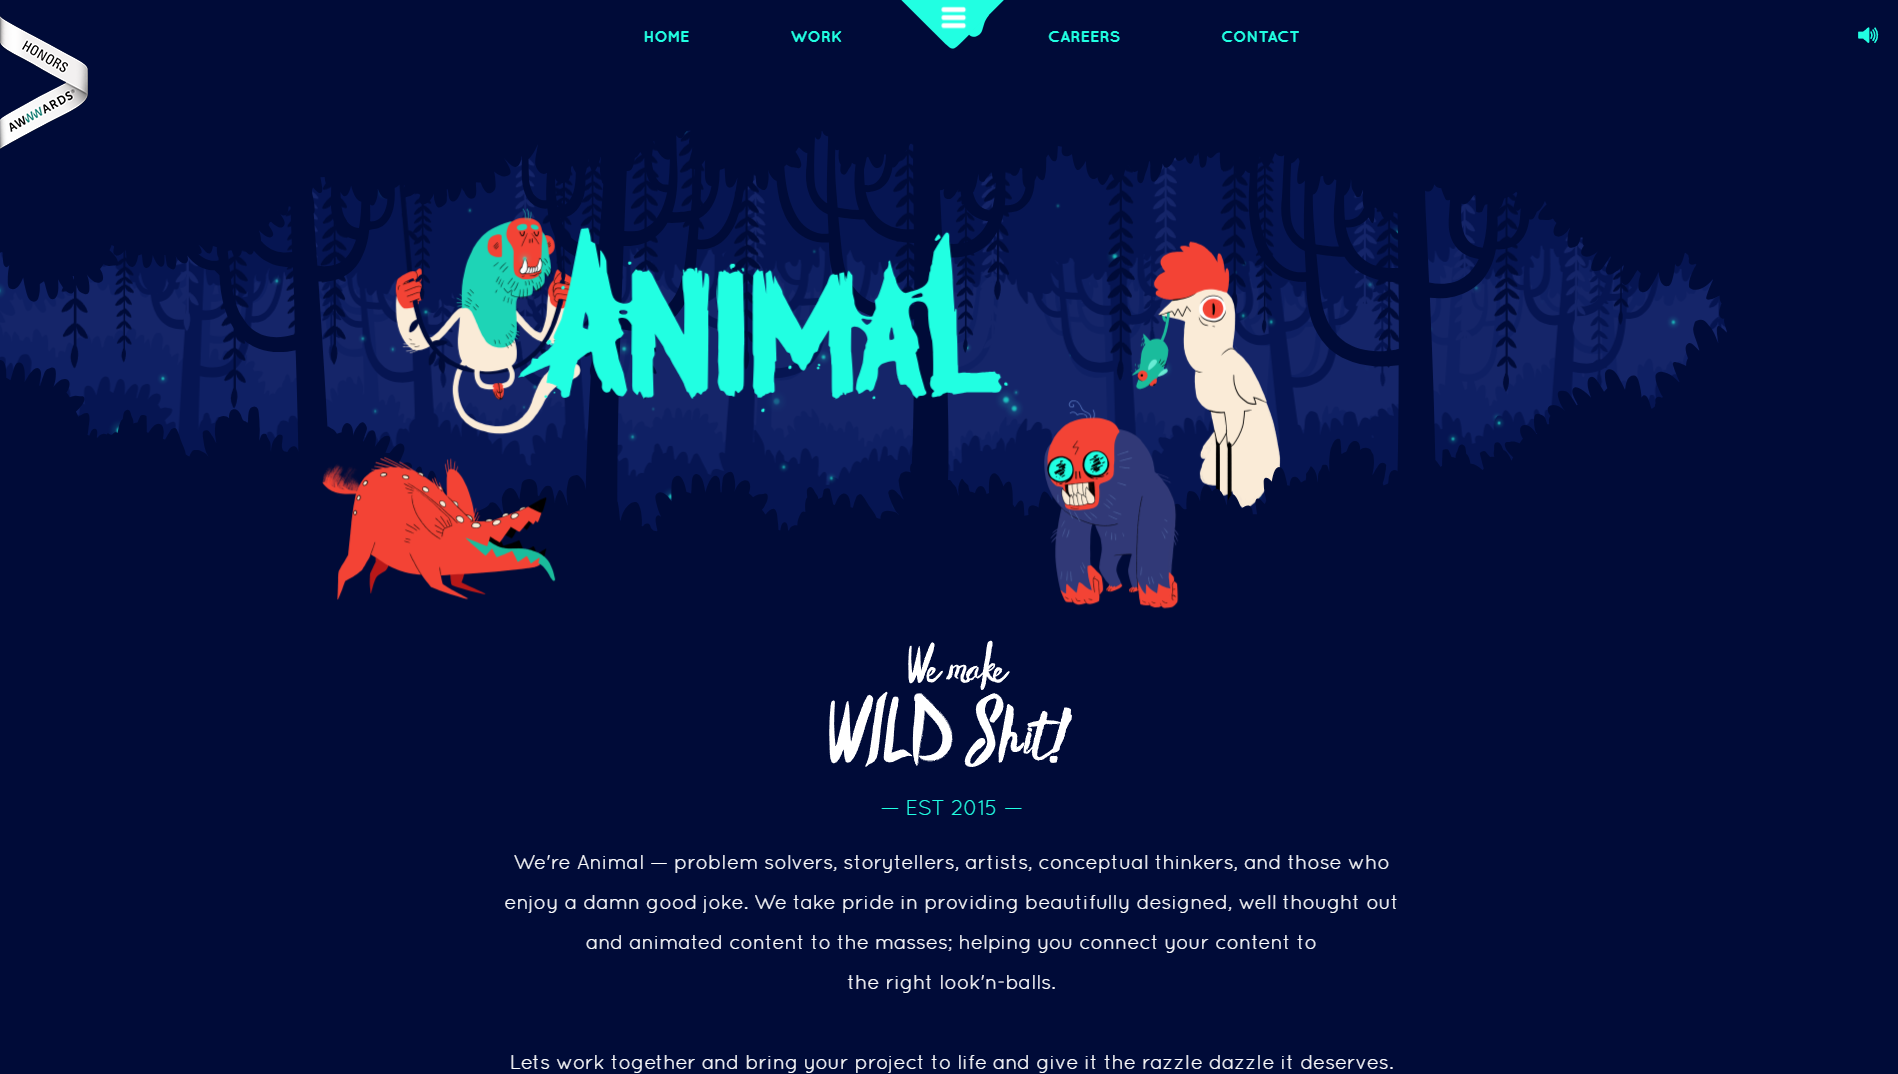 HOME WORK CAREERS CONTACT
HONORS
AWWWARDS
ANIMAL
We make
WILD Shit!
— EST 2015 —
We're Animal — problem solvers, storytellers, artists, conceptual thinkers, and those who
enjoy a damn good joke. We take pride in providing beautifully designed, well thought out
and animated content to the masses; helping you connect your content to
the right look'n-balls.
Lets work together and bring your project to life and give it the razzle dazzle it deserves.